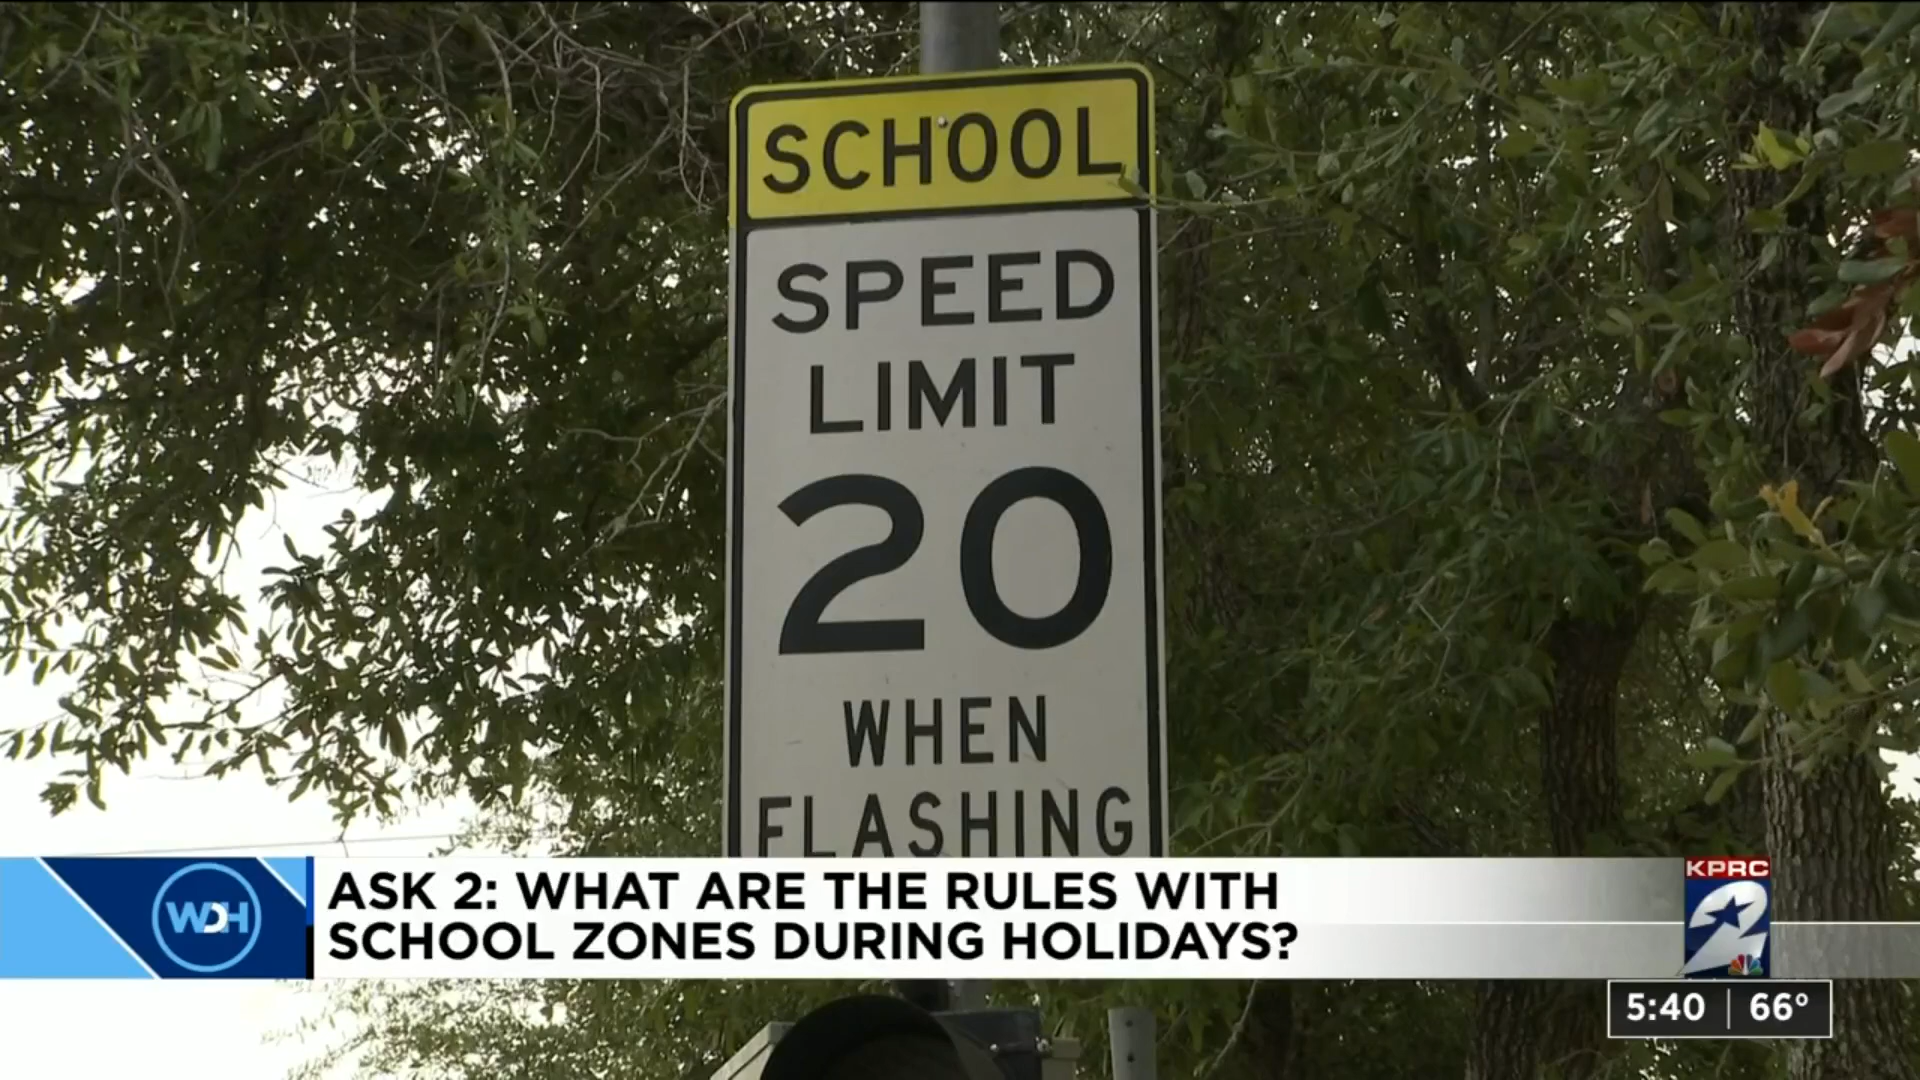 SCHOOL
SPEED
LIMIT
20
WHEN
FLASHING
WDH
ASK 2: WHAT ARE THE RULES WITH
SCHOOL ZONES DURING HOLIDAYS?
KPRC
2
5:40 66°